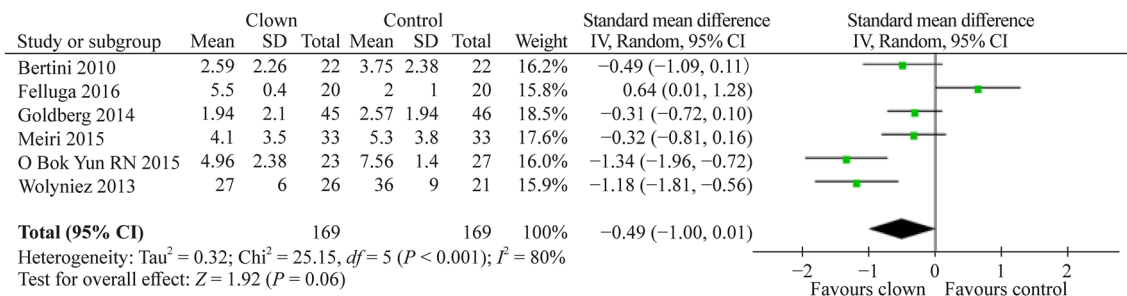 Clown Control Standard mean difference Standard mean difference
Study or subgroup Mean SD Total Mean SD Total Weight IV, Random, 95% CI IV, Random, 95% CI
Bertini 2010 2.59 2.26 22 3.75 2.38 22 16.2% −0.49 (−1.09, 0.11)
Felluga 2016 5.5 0.4 20 2 1 20 15.8% 0.64 (0.01, 1.28)
Goldberg 2014 1.94 2.1 45 2.57 1.94 46 18.5% −0.31 (−0.72, 0.10)
Meiri 2015 4.1 3.5 33 5.3 3.8 33 17.6% −0.32 (−0.81, 0.16)
O Bok Yun RN 2015 4.96 2.38 23 7.56 1.4 27 16.0% −1.34 (−1.96, −0.72)
Wolyniez 2013 27 6 26 36 9 21 15.9% −1.18 (−1.81, −0.56)
Total (95% CI) 169 169 100% −0.49 (−1.00, 0.01)
Heterogeneity: Tau² = 0.32; Chi² = 25.15, df = 5 (P < 0.001); I² = 80%
Test for overall effect: Z = 1.92 (P = 0.06)
−2 −1 0 1 2
Favours clown Favours control